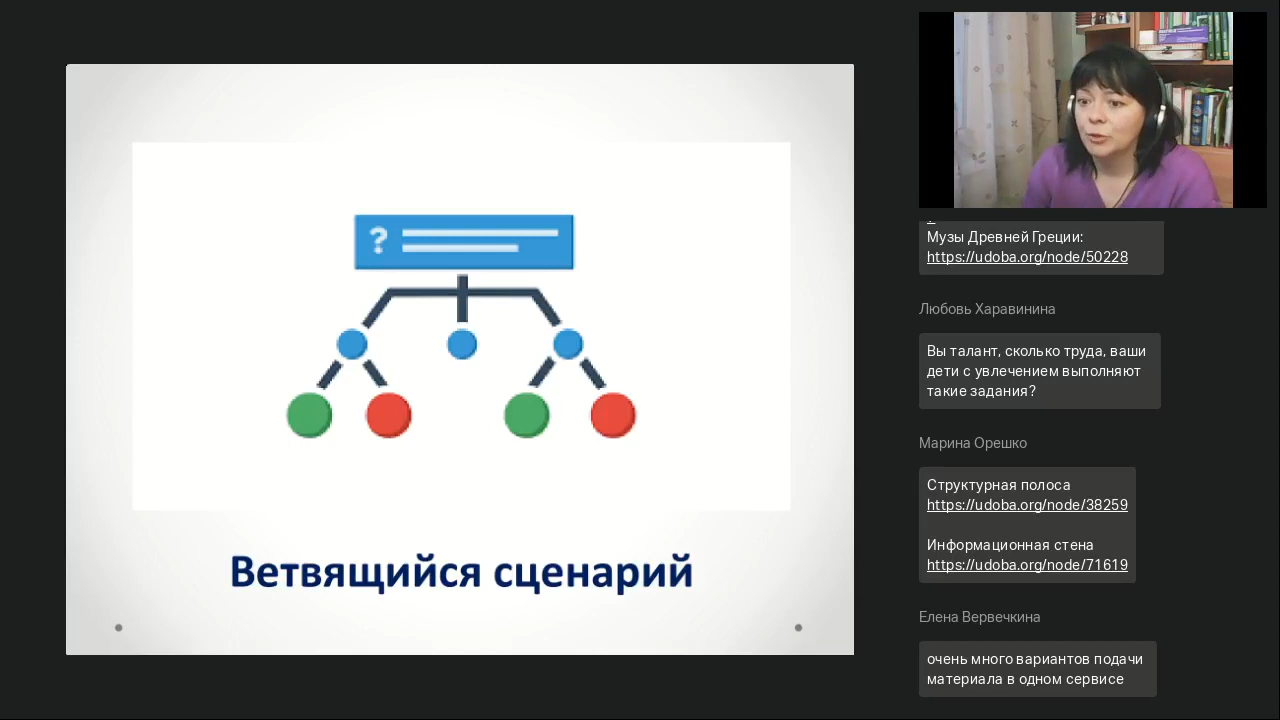 ?
Ветвящийся сценарий
Музы Древней Греции:
https://udoba.org/node/50228
Любовь Харавинина
Вы талант, сколько труда, ваши
дети с увлечением выполняют
такие задания?
Марина Орешко
Структурная полоса
https://udoba.org/node/38259
Информационная стена
https://udoba.org/node/71619
Елена Вервечкина
очень много вариантов подачи
материала в одном сервисе